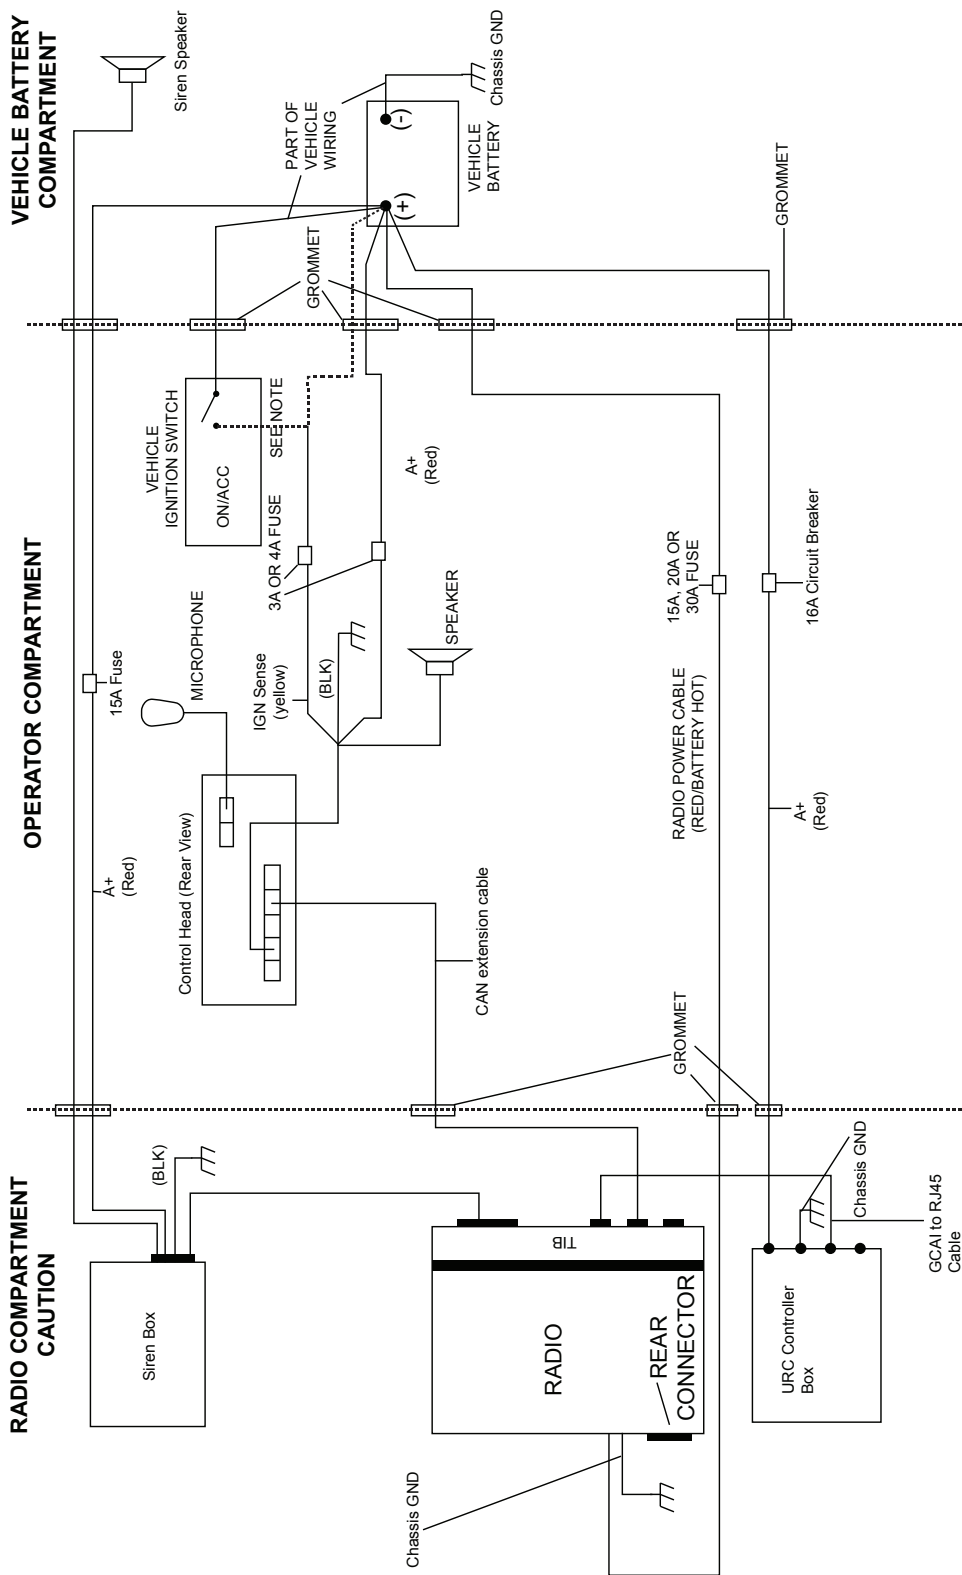 RADIO COMPARTMENT
CAUTION
OPERATOR COMPARTMENT
VEHICLE BATTERY
COMPARTMENT
Siren Speaker
Siren Box
(BLK)
A+
(Red)
15A Fuse
MICROPHONE
Control Head (Rear View)
VEHICLE
IGNITION SWITCH
ON/ACC
SEE NOTE
PART OF
VEHICLE
WIRING
Chassis GND
(-)
(+)
VEHICLE
BATTERY
GROMMET
3A OR 4A FUSE
IGN Sense
(yellow)
(BLK)
A+
(Red)
SPEAKER
CAN extension cable
Chassis GND
RADIO
TIB
REAR
CONNECTOR
GROMMET
RADIO POWER CABLE
(RED/BATTERY HOT)
15A, 20A OR
30A FUSE
GROMMET
URC Controller
Box
Chassis GND
GCAI to RJ45
Cable
A+
(Red)
16A Circuit Breaker